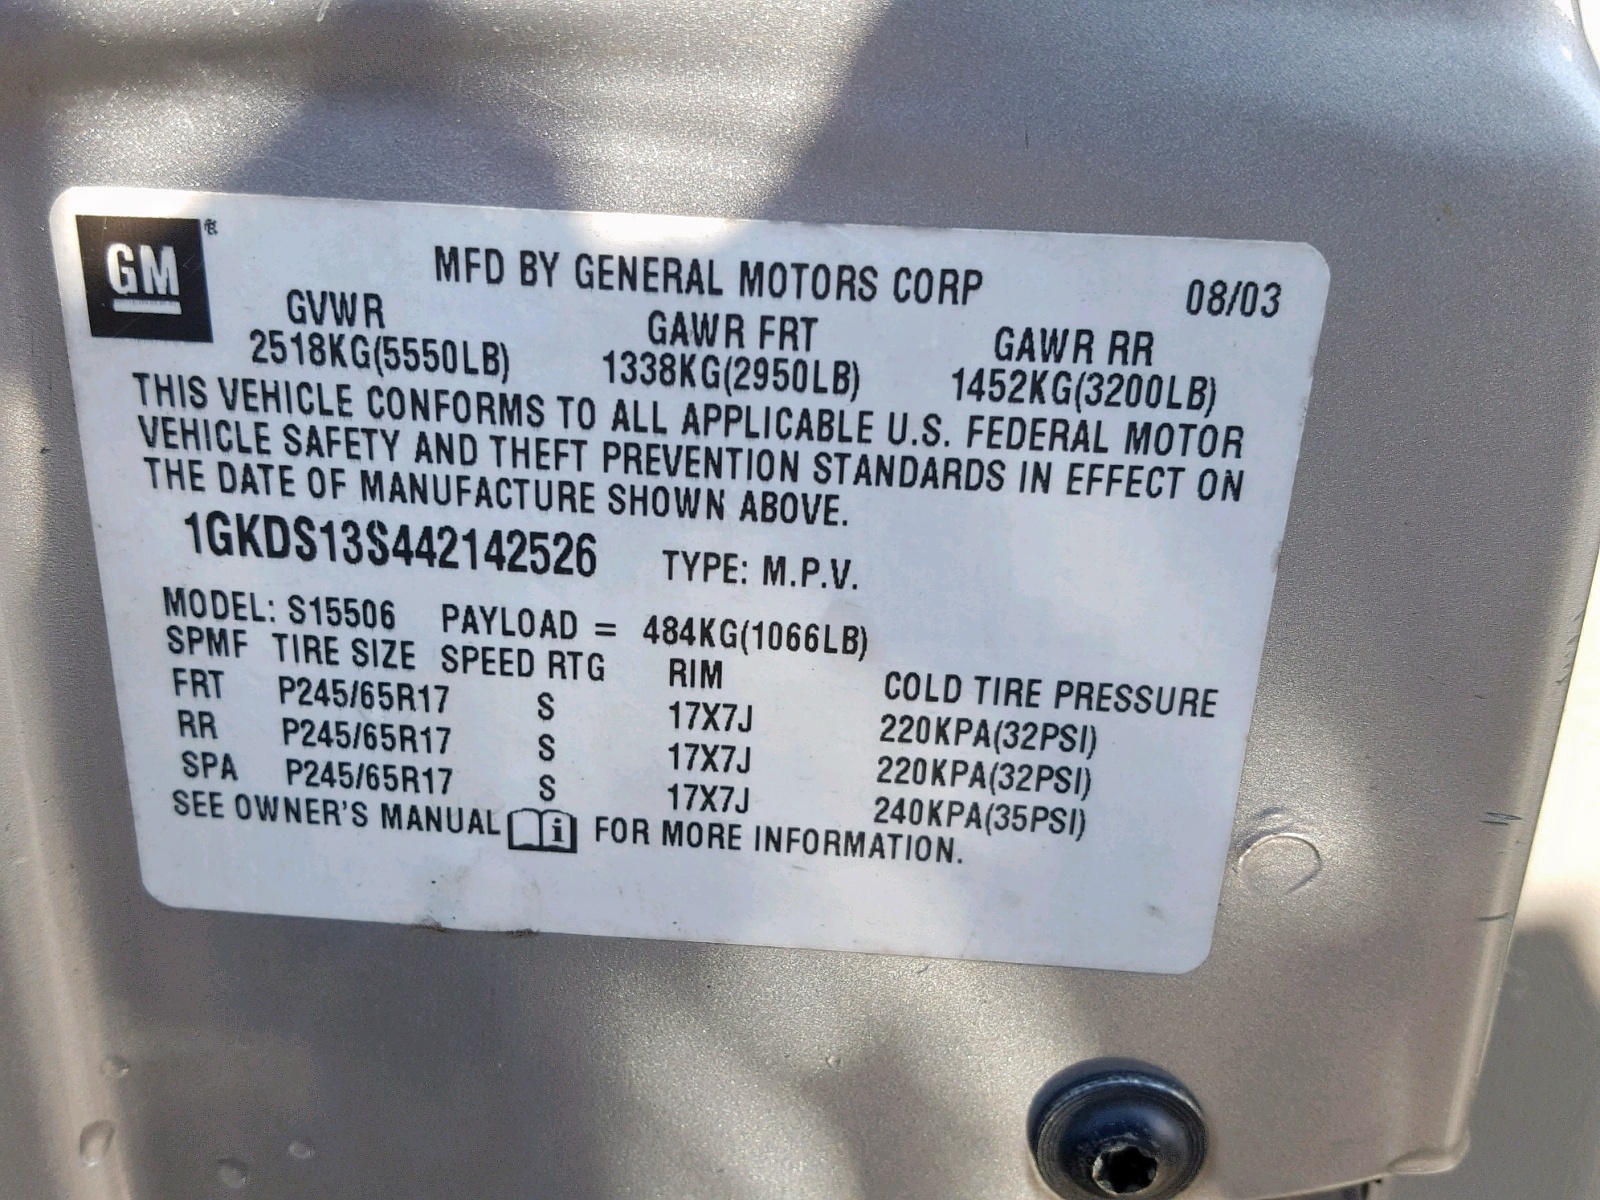 GM ®
MFD BY GENERAL MOTORS CORP 08/03
GVWR GAWR FRT GAWR RR
2518KG(5550LB) 1338KG(2950LB) 1452KG(3200LB)
THIS VEHICLE CONFORMS TO ALL APPLICABLE U.S. FEDERAL MOTOR
VEHICLE SAFETY AND THEFT PREVENTION STANDARDS IN EFFECT ON
THE DATE OF MANUFACTURE SHOWN ABOVE.
1GKDS13S442142526 TYPE: M.P.V.
MODEL: S15506 PAYLOAD = 484KG(1066LB)
SPMF TIRE SIZE SPEED RTG RIM COLD TIRE PRESSURE
FRT P245/65R17 S 17X7J 220KPA(32PSI)
RR P245/65R17 S 17X7J 220KPA(32PSI)
SPA P245/65R17 S 17X7J 240KPA(35PSI)
SEE OWNER'S MANUAL i FOR MORE INFORMATION.